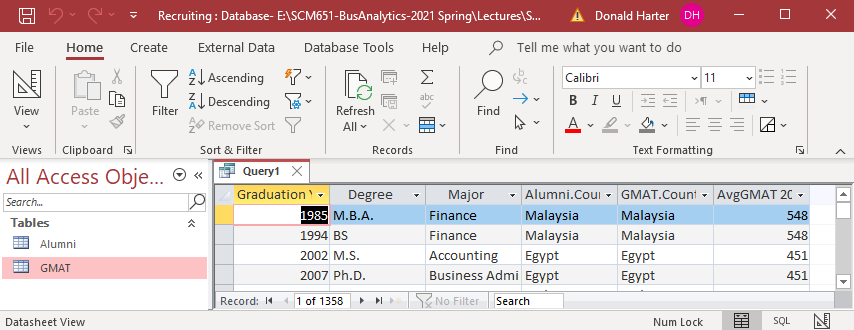 Recruiting : Database- E:\SCM651-BusAnalytics-2021 Spring\Lectures\S... Donald Harter DH
File Home Create External Data Database Tools Help Tell me what you want to do
View Paste Filter Ascending Descending Remove Sort Refresh All Find Calibri 11
B I U A
Views Clipboard Sort & Filter Records Find Text Formatting
All Access Obje... Query1
Search...
Tables
Alumni
GMAT
Graduation Y Degree Major Alumni.Coun GMAT.Count AvgGMAT 20
1985 M.B.A. Finance Malaysia Malaysia 548
1994 BS Finance Malaysia Malaysia 548
2002 M.S. Accounting Egypt Egypt 451
2007 Ph.D. Business Admi Egypt Egypt 451
Record: 1 of 1358 No Filter Search
Datasheet View Num Lock SQL